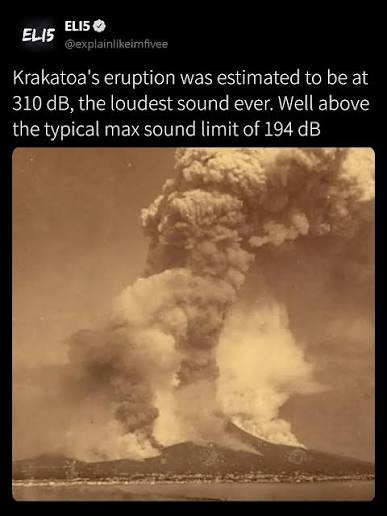 ELI5
ELI5
@explainlikeimfivee
Krakatoa's eruption was estimated to be at
310 dB, the loudest sound ever. Well above
the typical max sound limit of 194 dB